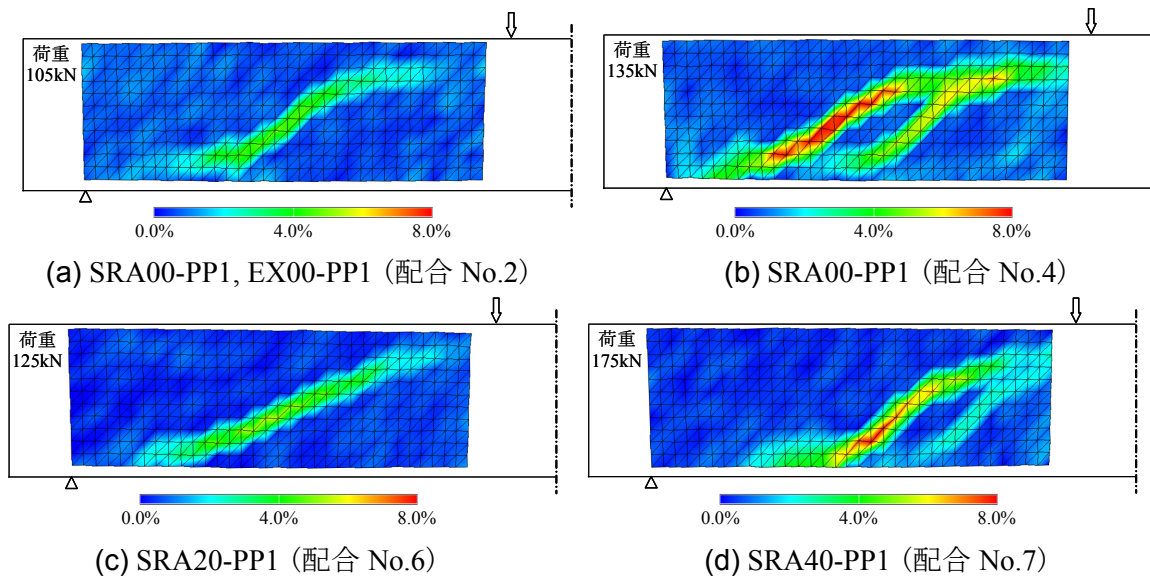 荷重
105kN
0.0% 4.0% 8.0%
(a) SRA00-PP1, EX00-PP1 (配合 No.2)
荷重
135kN
0.0% 4.0% 8.0%
(b) SRA00-PP1 (配合 No.4)
荷重
125kN
0.0% 4.0% 8.0%
(c) SRA20-PP1 (配合 No.6)
荷重
175kN
0.0% 4.0% 8.0%
(d) SRA40-PP1 (配合 No.7)